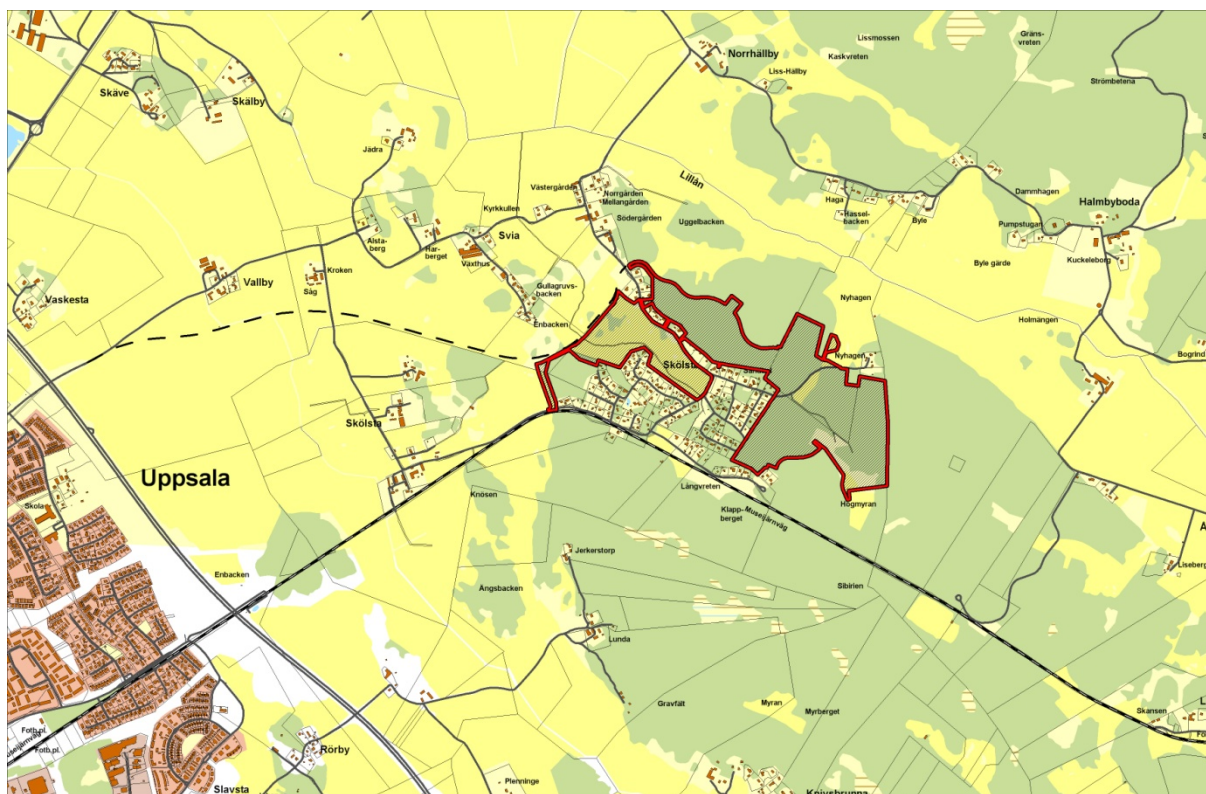 Lissmossen
Gräns-
vreten
Norrhällby
Kaskvreten
Liss-Hällby
Strömbetena
Skäve
Skälby
Jädra
Lillån
Västergården
Norrgården
Mellangården
Södergården
Kyrkkullen
Uggelbacken
Haga
Hassel-
backen
Byle
Dammhagen
Halmbyboda
Pumpstugan
Byle gärde
Kuckeleborg
Alsta-
berg
Har-
berget
Svia
Växthus
Kroken
Såg
Vallby
Vaskesta
Gullagruvs-
backen
Enbacken
Nyhagen
Holmängen
Nyhagen
Bogrind
Skölsta
Skölsta
Uppsala
Skola
Knösen
Långvreten
Klapp-
berget
Museijärnväg
Högmyran
Jerkerstorp
Enbacken
Ängsbacken
Sibirien
Liseberg
Lunda
Gravfält
Myran
Myrberget
Skansen
Fotb.pl.
Fotb.pl.
Rörby
Slavsta
Plenninge
Knivsbrunna